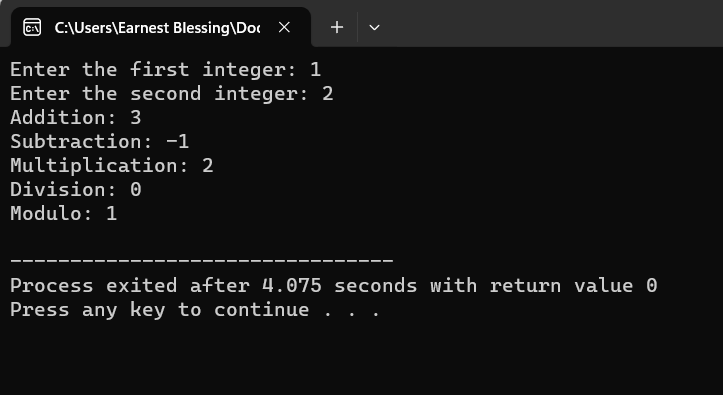 C:\Users\Earnest Blessing\Doc
Enter the first integer: 1
Enter the second integer: 2
Addition: 3
Subtraction: -1
Multiplication: 2
Division: 0
Modulo: 1
--------------------------------
Process exited after 4.075 seconds with return value 0
Press any key to continue . . .